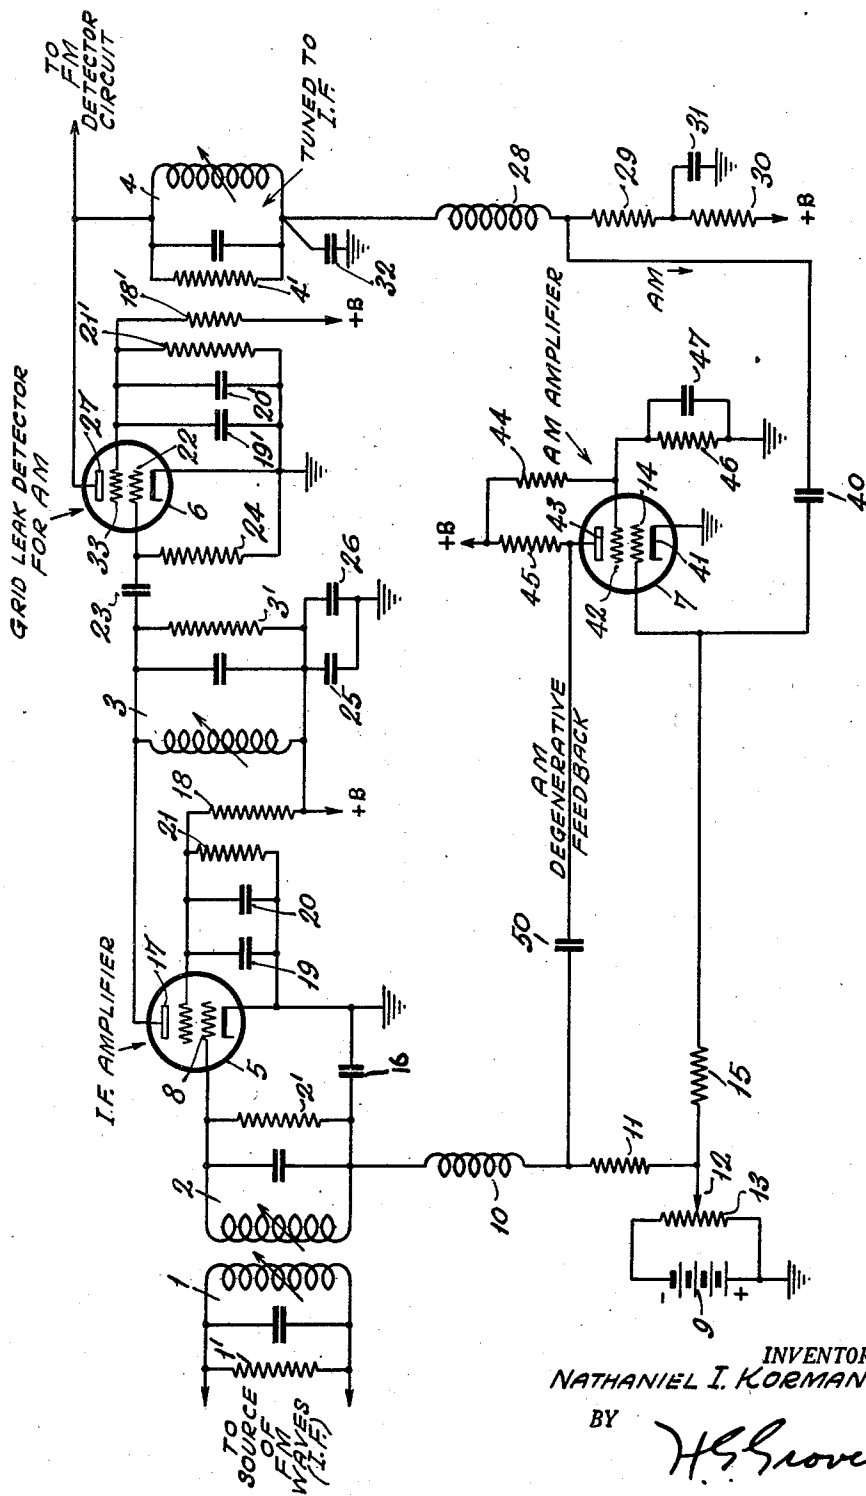 GRID LEAK DETECTOR
FOR AM
I.F. AMPLIFIER
TO
FM
DETECTOR
CIRCUIT
TUNED TO
I.F.
TO
SOURCE
OF
FM
WAVES
(I.F.)
AM AMPLIFIER
AM
DEGENERATIVE
FEEDBACK
AM
1
1'
2
2'
3
3'
4
4'
5
6
7
8
9
10
11
12
13
14
15
16
17
18
18'
19
19'
20
20'
21
21'
22
23
24
25
26
27
28
29
30
31
32
33
40
41
42
43
44
45
46
47
50
+B
+B
+B
+B
-
+
INVENTOR
NATHANIEL I. KORMAN
BY